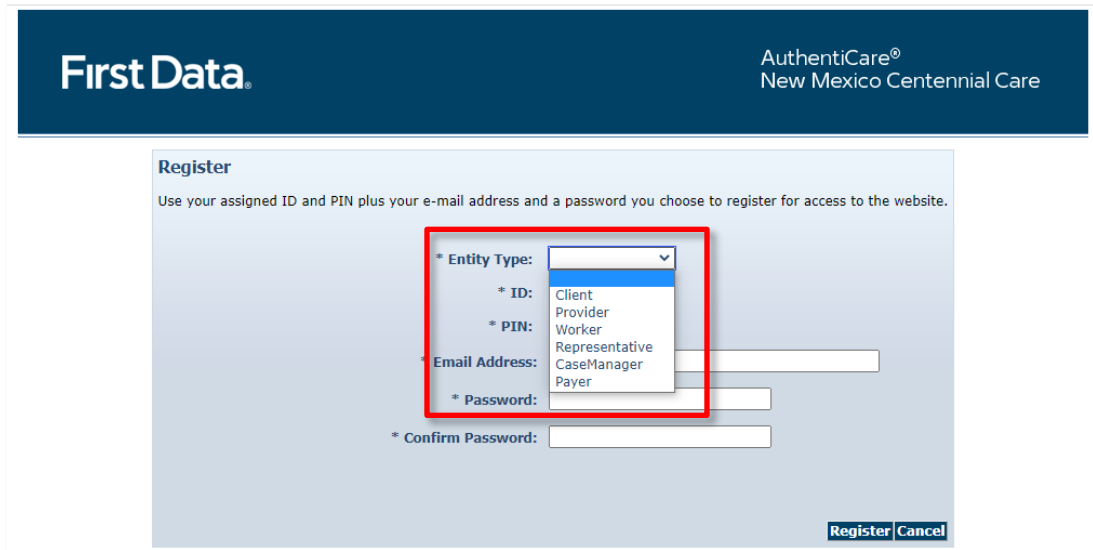 First Data®
AuthentiCare®
New Mexico Centennial Care
Register
Use your assigned ID and PIN plus your e-mail address and a password you choose to register for access to the website.
* Entity Type:
* ID:
Client
Provider
* PIN:
Worker
Representative
* Email Address:
CaseManager
Payer
* Password:
* Confirm Password:
Register Cancel